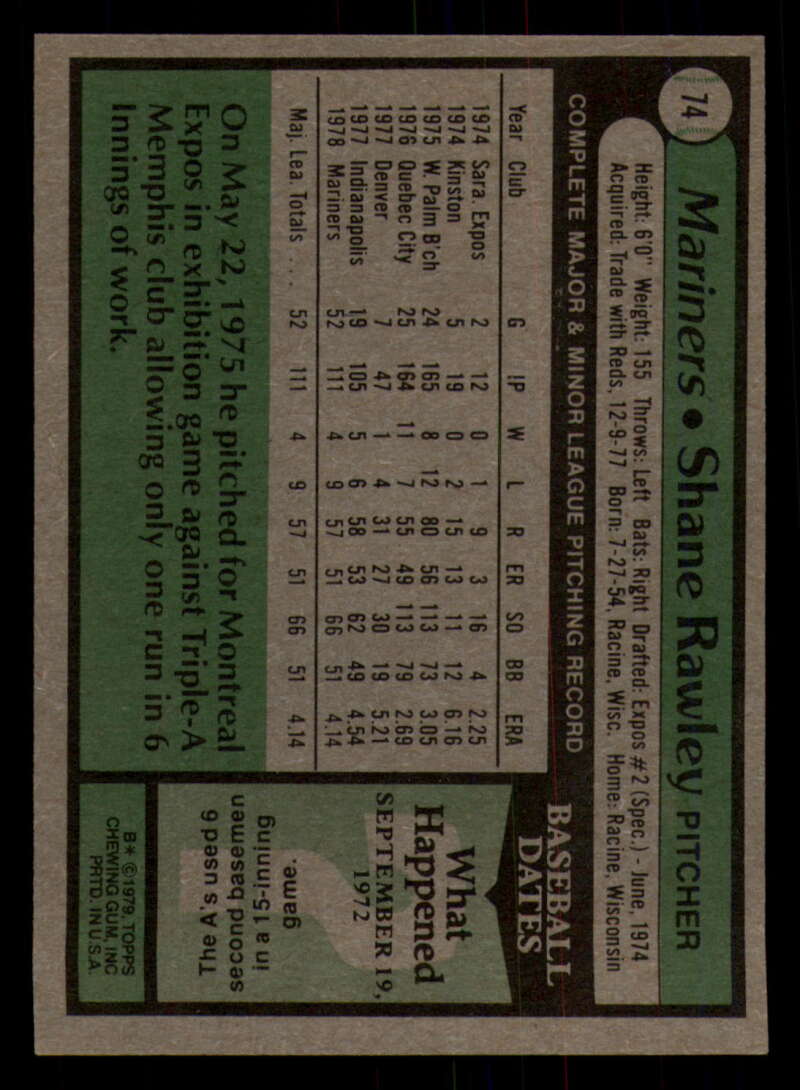 74
Mariners • Shane Rawley PITCHER
Height: 6'0" Weight: 155 Throws: Left Bats: Right Drafted: Expos #2 (Spec.) - June, 1974
Acquired: Trade with Reds, 12-9-77 Born: 7-27-54, Racine, Wisc. Home: Racine, Wisconsin
COMPLETE MAJOR & MINOR LEAGUE PITCHING RECORD
Year Club G IP W L R ER SO BB ERA
1974 Sara. Expos 2 12 0 1 9 3 16 4 2.25
1974 Kinston 5 19 0 2 15 13 11 12 6.16
1975 W. Palm B'ch 24 165 8 12 80 56 113 73 3.05
1976 Quebec City 25 164 11 7 55 49 113 79 2.69
1977 Denver 7 47 1 4 31 27 30 19 5.21
1977 Indianapolis 19 105 5 6 58 53 62 49 4.54
1978 Mariners 52 111 4 9 57 51 66 51 4.14
Maj. Lea. Totals . . . 52 111 4 9 57 51 66 51 4.14
On May 22, 1975 he pitched for Montreal
Expos in exhibition game against Triple-A
Memphis club allowing only one run in 6
Innings of work.
BASEBALL
DATES
What
Happened
SEPTEMBER 19,
1972
?
The A's used 6
second basemen
in a 15-inning
game.
B* ©1979, TOPPS
CHEWING GUM, INC
PRTD. IN U.S.A.